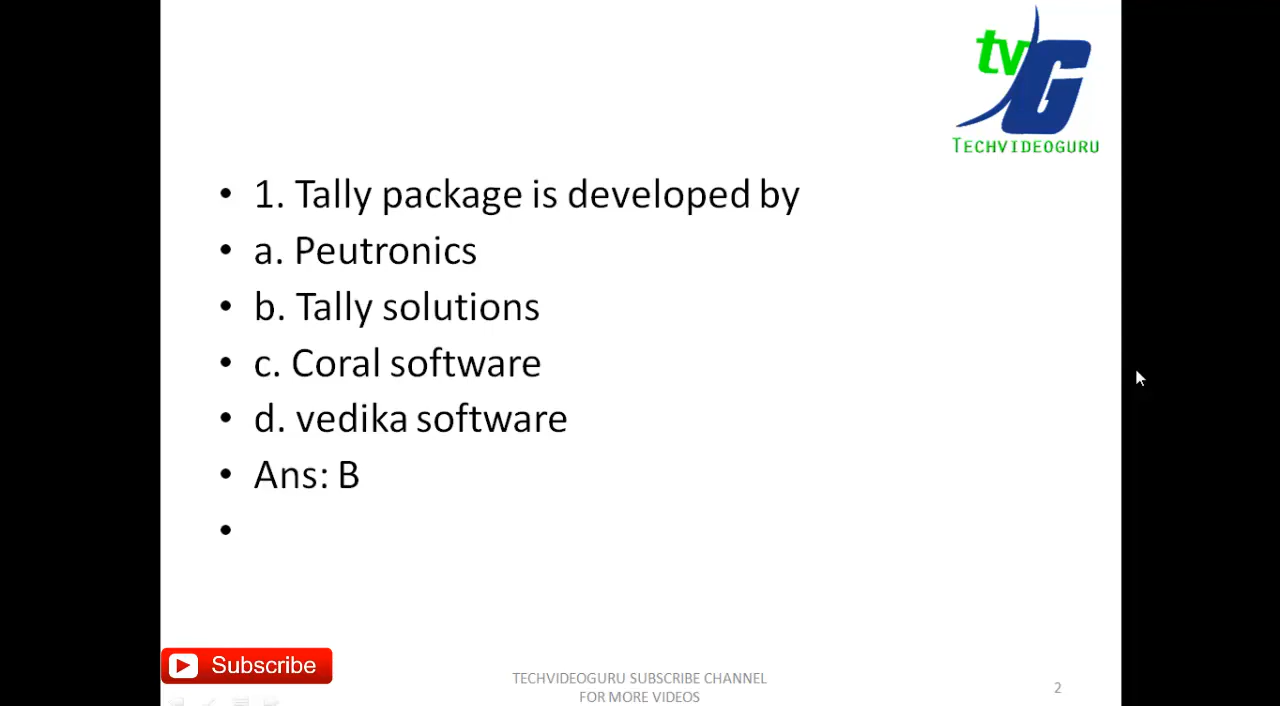 tvG
TECHVIDEOGURU
• 1. Tally package is developed by
• a. Peutronics
• b. Tally solutions
• c. Coral software
• d. vedika software
• Ans: B
•
Subscribe
TECHVIDEOGURU SUBSCRIBE CHANNEL
FOR MORE VIDEOS
2